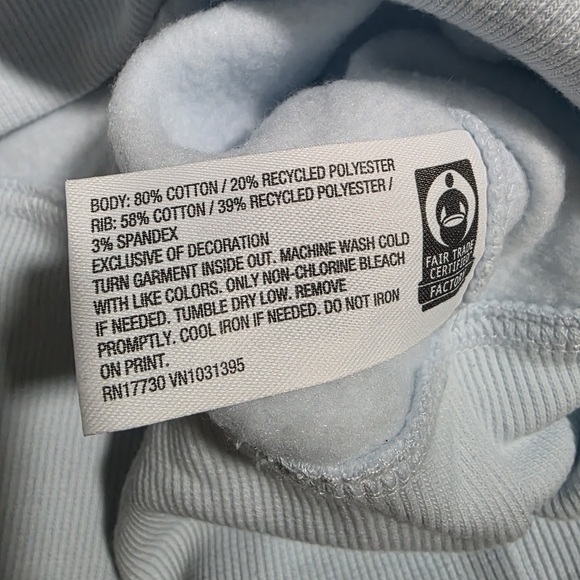 BODY: 80% COTTON / 20% RECYCLED POLYESTER
RIB: 58% COTTON / 39% RECYCLED POLYESTER /
3% SPANDEX
EXCLUSIVE OF DECORATION
TURN GARMENT INSIDE OUT. MACHINE WASH COLD
WITH LIKE COLORS. ONLY NON-CHLORINE BLEACH
IF NEEDED. TUMBLE DRY LOW. REMOVE
PROMPTLY. COOL IRON IF NEEDED. DO NOT IRON
ON PRINT.
RN17730 VN1031395
FAIR TRADE
CERTIFIED
FACTORY